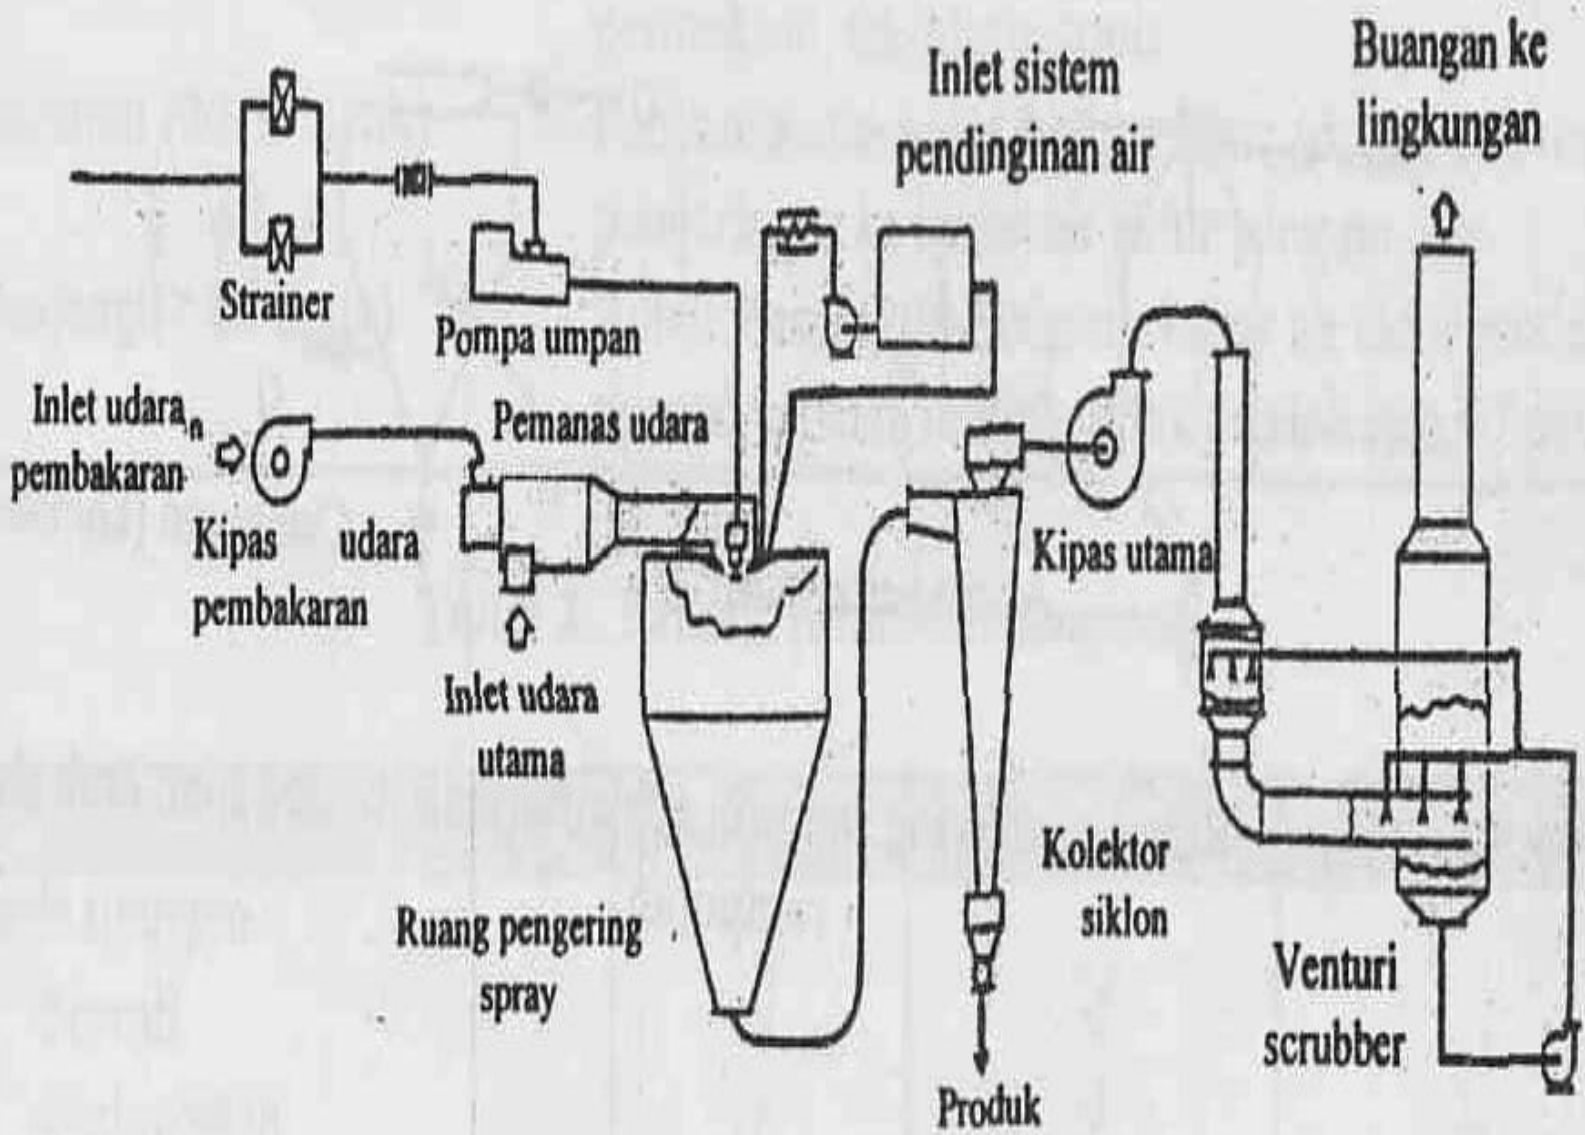 Inlet sistem
pendinginan air
Buangan ke
lingkungan
Strainer
Pompa umpan
Inlet udara
pembakaran
Pemanas udara
Kipas udara
pembakaran
Kipas utama
Inlet udara
utama
Ruang pengering
spray
Kolektor
siklon
Venturi
scrubber
Produk